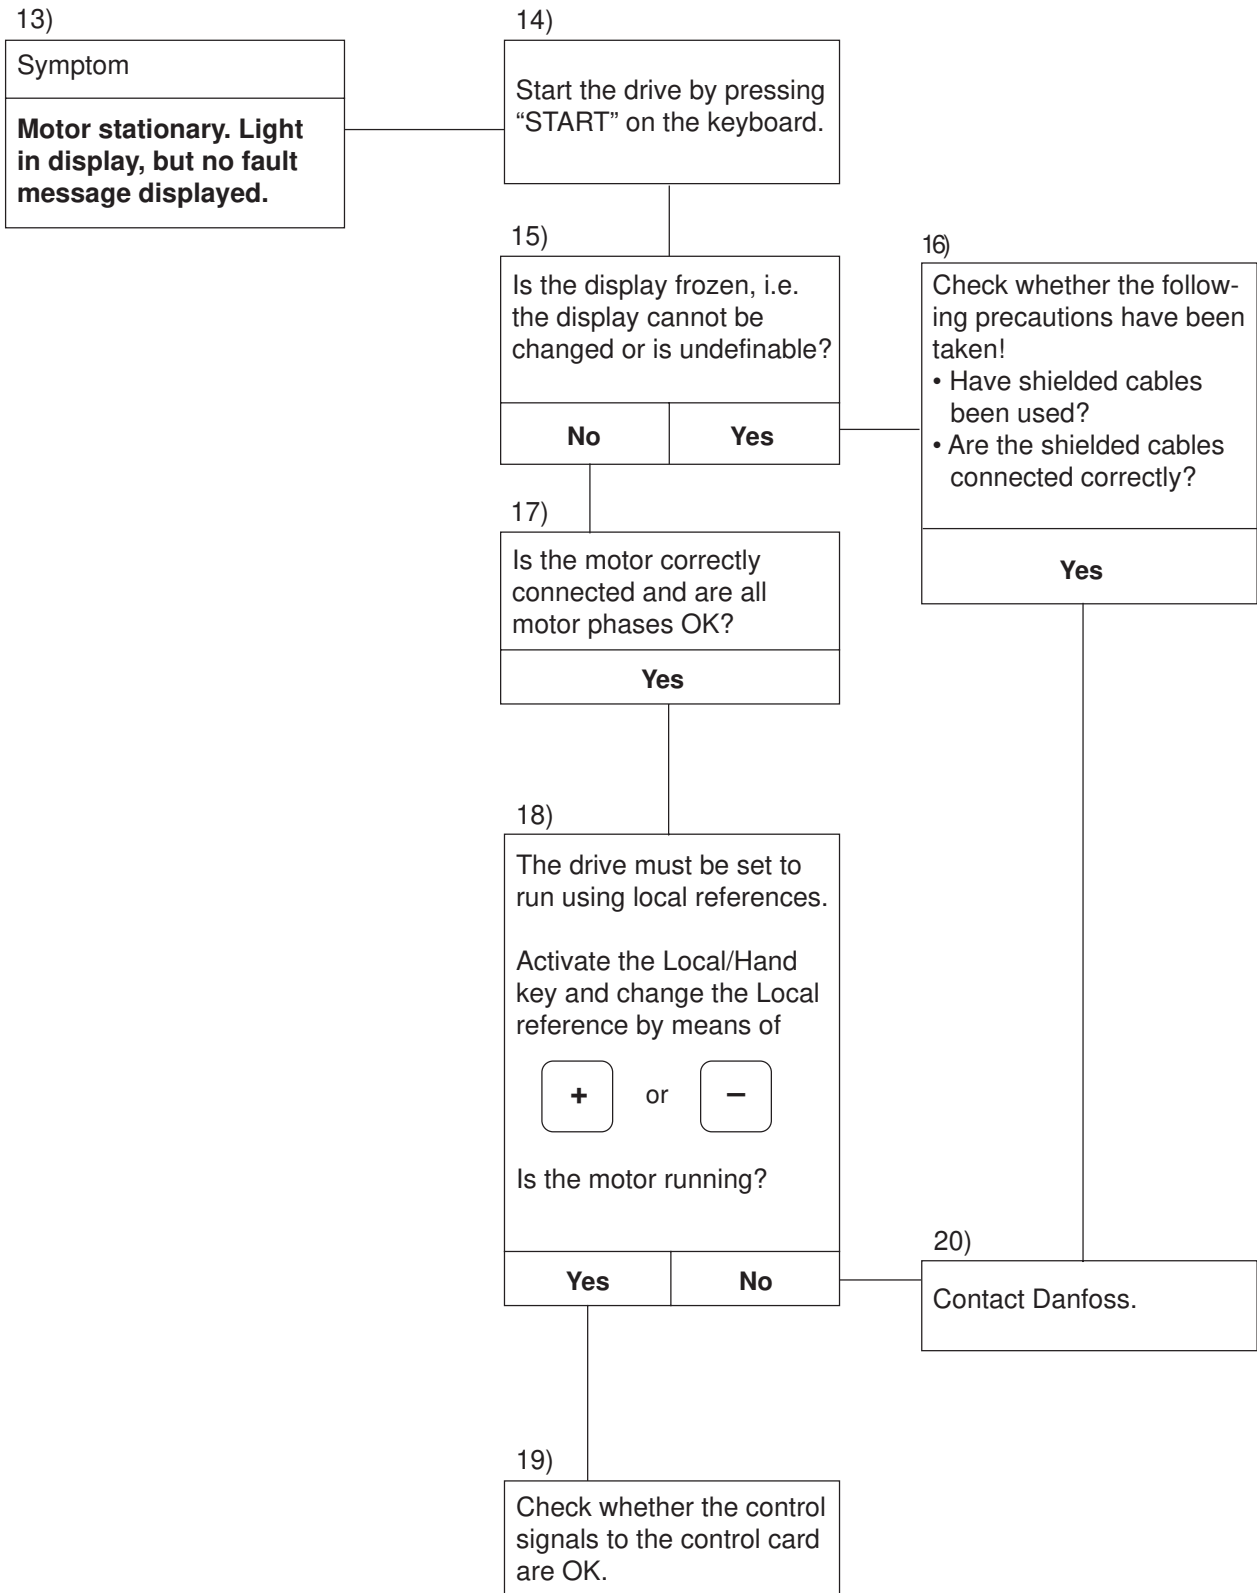 13)
Symptom
Motor stationary. Light
in display, but no fault
message displayed.
14)
Start the drive by pressing
“START” on the keyboard.
15)
Is the display frozen, i.e.
the display cannot be
changed or is undefinable?
No
Yes
16)
Check whether the follow-
ing precautions have been
taken!
• Have shielded cables
been used?
• Are the shielded cables
connected correctly?
Yes
17)
Is the motor correctly
connected and are all
motor phases OK?
Yes
18)
The drive must be set to
run using local references.
Activate the Local/Hand
key and change the Local
reference by means of
+ or –
Is the motor running?
Yes
No
20)
Contact Danfoss.
19)
Check whether the control
signals to the control card
are OK.